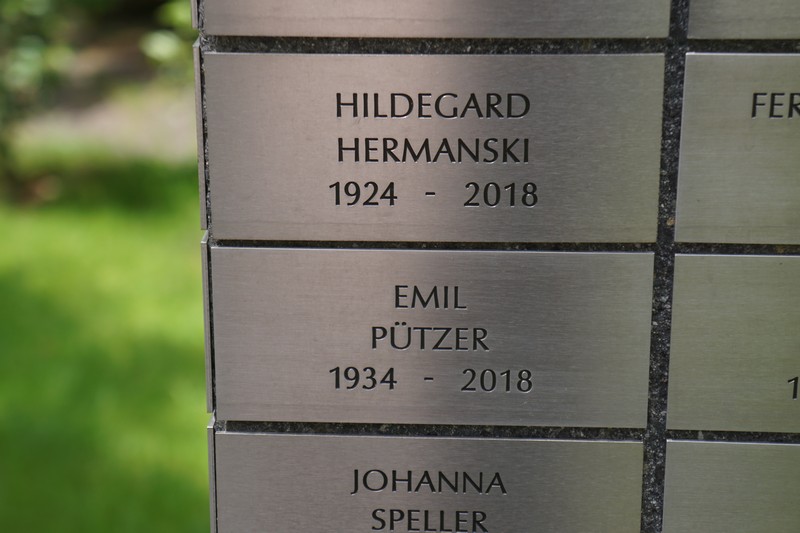 HILDEGARD
HERMANSKI
1924 - 2018
EMIL
PÜTZER
1934 - 2018
JOHANNA
SPELLER